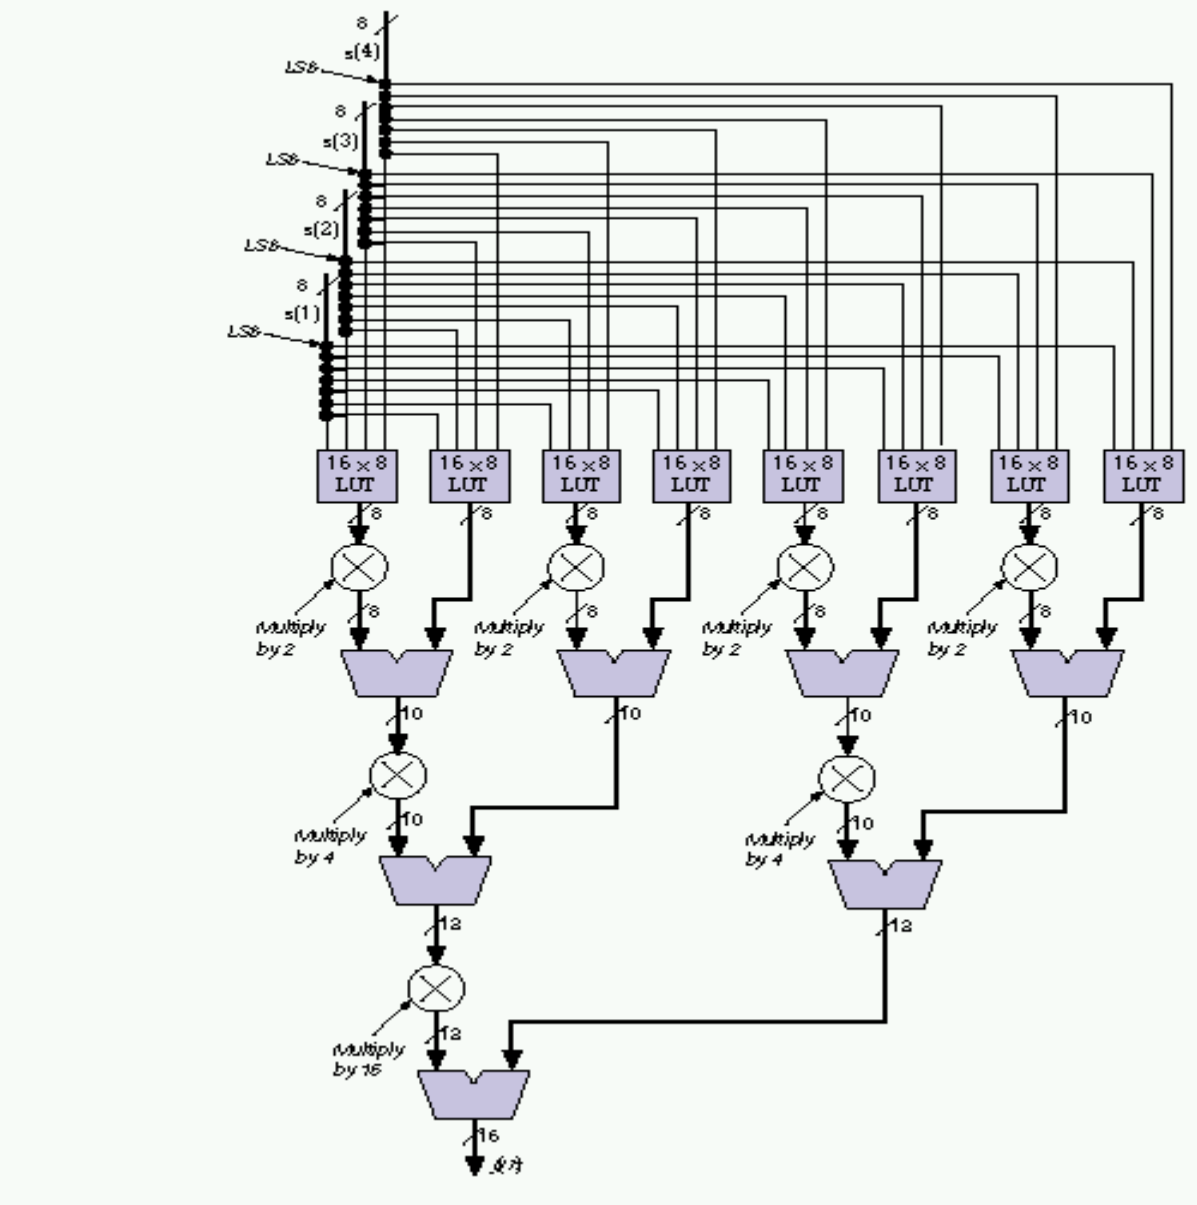 8
s(4)
LSB
8
s(3)
LSB
8
s(2)
LSB
8
s(1)
LSB
16 × 8 LUT
16 × 8 LUT
16 × 8 LUT
16 × 8 LUT
16 × 8 LUT
16 × 8 LUT
16 × 8 LUT
16 × 8 LUT
8 8 8 8 8 8 8 8
8 8 8 8
Multiply by 2
Multiply by 2
Multiply by 2
Multiply by 2
10 10 10 10
10 10
Multiply by 4
Multiply by 4
12 12
12
Multiply by 16
16